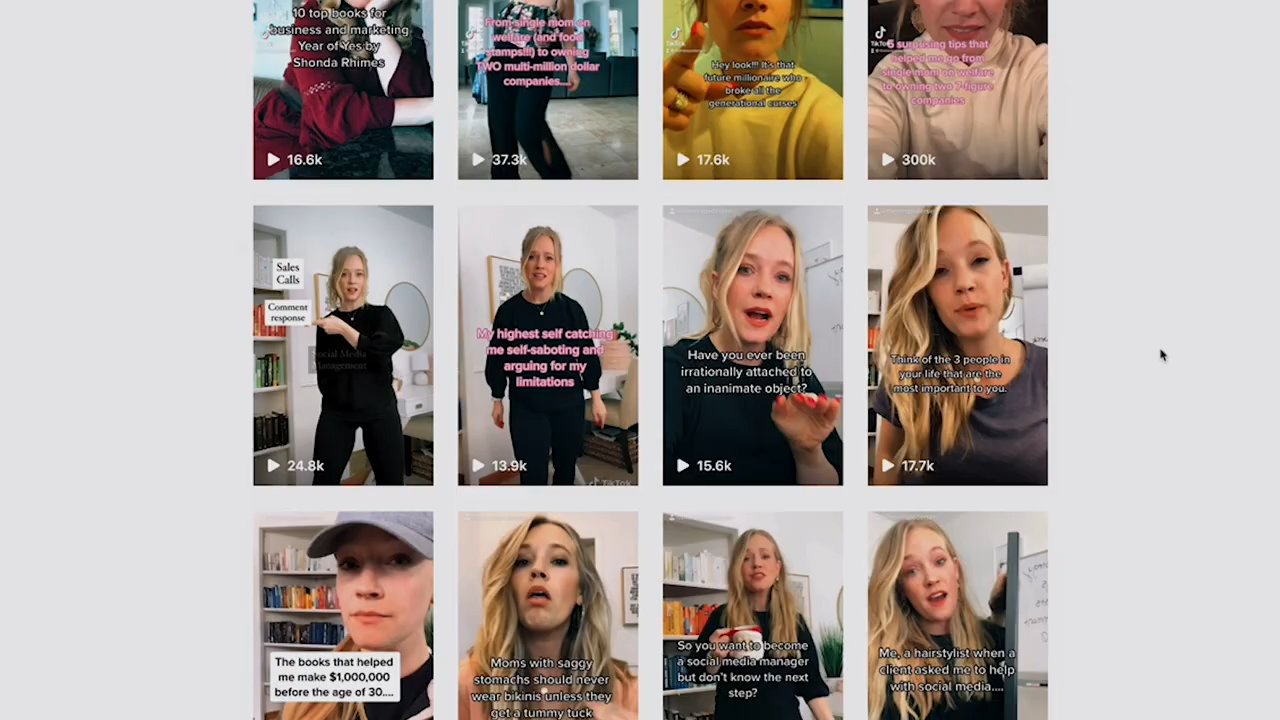 10 top books for
business and marketing
Year of Yes by
Shonda Rhimes
16.6k
From single mom on
welfare (and food
stamps!!!) to owning
TWO multi-million dollar
companies....
37.3k
TikTok
Hey look!!! It's that
future millionaire who
broke all the
generational curses
17.6k
TikTok
5 surprising tips that
helped me go from
single mom on welfare
to owning two 7-figure
companies
300k
Sales
Calls
Comment
response
Social Media
Management
24.8k
My highest self catching
me self-saboting and
arguing for my
limitations
13.9k
TikTok
Have you ever been
irrationally attached to
an inanimate object?
15.6k
Think of the 3 people in
your life that are the
most important to you.
17.7k
The books that helped
me make $1,000,000
before the age of 30....
Moms with saggy
stomachs should never
wear bikinis unless they
get a tummy tuck
So you want to become
a social media manager
but don't know the next
step?
Me, a hairstylist when a
client asked me to help
with social media....